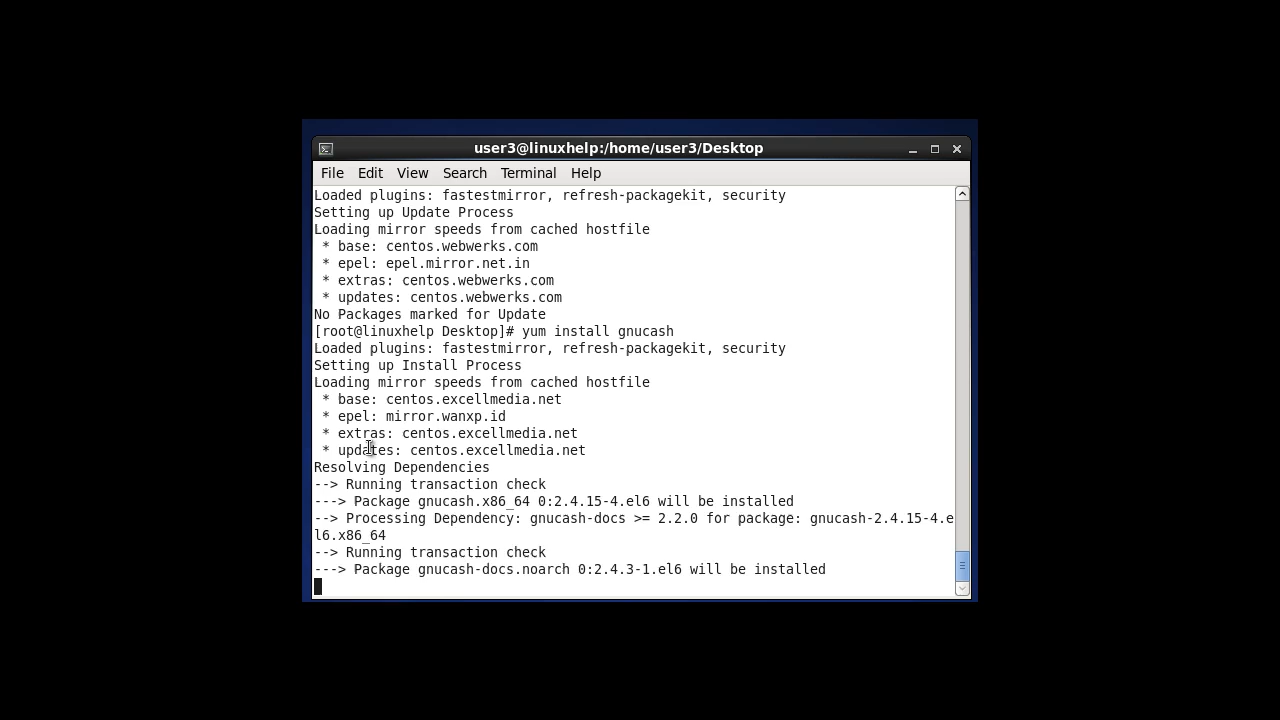 user3@linuxhelp:/home/user3/Desktop
File Edit View Search Terminal Help
Loaded plugins: fastestmirror, refresh-packagekit, security
Setting up Update Process
Loading mirror speeds from cached hostfile
 * base: centos.webwerks.com
 * epel: epel.mirror.net.in
 * extras: centos.webwerks.com
 * updates: centos.webwerks.com
No Packages marked for Update
[root@linuxhelp Desktop]# yum install gnucash
Loaded plugins: fastestmirror, refresh-packagekit, security
Setting up Install Process
Loading mirror speeds from cached hostfile
 * base: centos.excellmedia.net
 * epel: mirror.wanxp.id
 * extras: centos.excellmedia.net
 * updates: centos.excellmedia.net
Resolving Dependencies
--> Running transaction check
---> Package gnucash.x86_64 0:2.4.15-4.el6 will be installed
--> Processing Dependency: gnucash-docs >= 2.2.0 for package: gnucash-2.4.15-4.e
l6.x86_64
--> Running transaction check
---> Package gnucash-docs.noarch 0:2.4.3-1.el6 will be installed